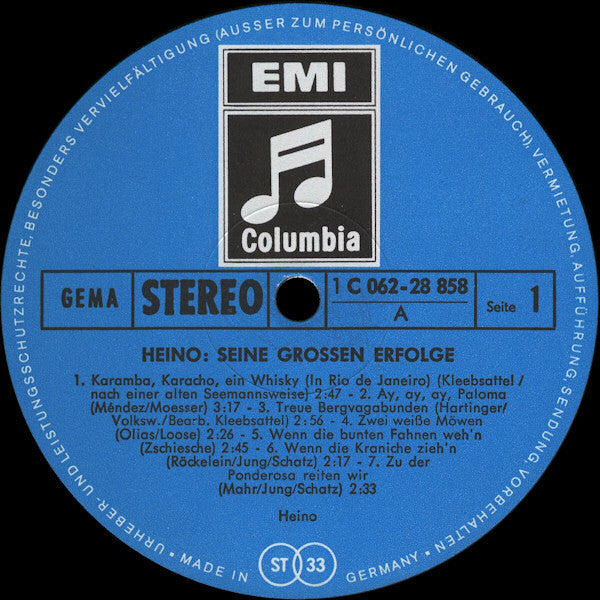 EMI
Columbia
GEMA
STEREO
1 C 062-28 858
A
Seite 1
HEINO: SEINE GROSSEN ERFOLGE
1. Karamba, Karacho, ein Whisky (In Rio de Janeiro) (Kleebsattel /
nach einer alten Seemannsweise) 2:47 - 2. Ay, ay, ay, Paloma
(Méndez/Moesser) 3:17 - 3. Treue Bergvagabunden (Hartinger/
Volksw./Bearb. Kleebsattel) 2:56 - 4. Zwei weiße Möwen
(Olias/Loose) 2:26 - 5. Wenn die bunten Fahnen weh'n
(Zschiesche) 2:45 - 6. Wenn die Kraniche zieh'n
(Röckelein/Jung/Schatz) 2:17 - 7. Zu der
Ponderosa reiten wir
(Mahr/Jung/Schatz) 2:33
Heino
URHEBER- UND LEISTUNGSSCHUTZRECHTE, BESONDERS VERVIELFÄLTIGUNG (AUSSER ZUM PERSÖNLICHEN GEBRAUCH), VERMIETUNG, AUFFÜHRUNG, SENDUNG, VORBEHALTEN
• MADE IN GERMANY •
ST 33